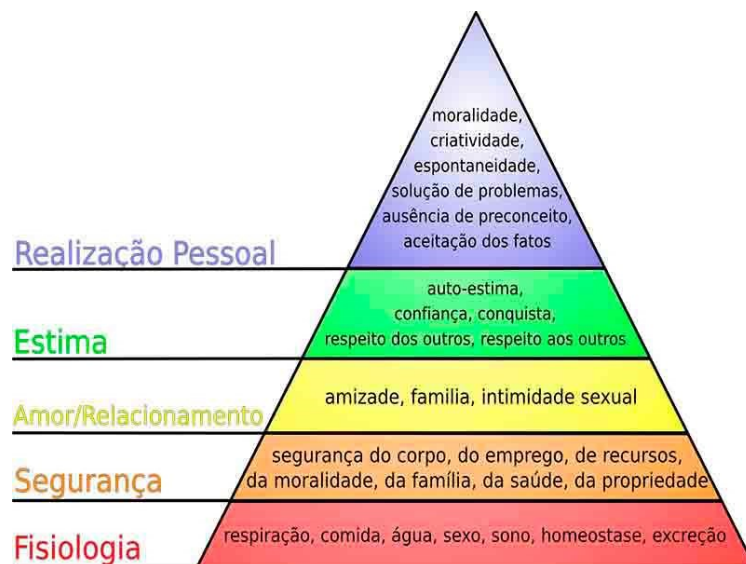 moralidade,
criatividade,
espontaneidade,
solução de problemas,
ausência de preconceito,
aceitação dos fatos
Realização Pessoal
auto-estima,
confiança, conquista,
respeito dos outros, respeito aos outros
Estima
amizade, familia, intimidade sexual
Amor/Relacionamento
segurança do corpo, do emprego, de recursos,
da moralidade, da família, da saúde, da propriedade
Segurança
respiração, comida, água, sexo, sono, homeostase, excreção
Fisiologia